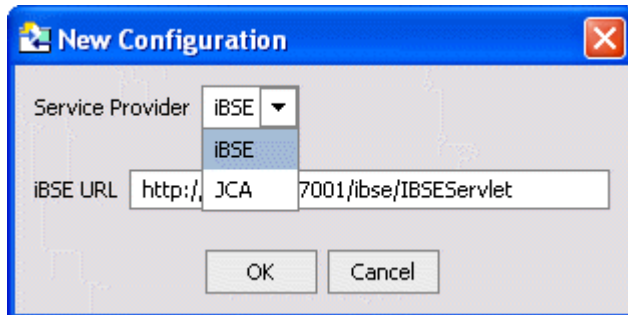 New Configuration
Service Provider iBSE
iBSE
iBSE URL http:/ 7001/ibse/IBSEServlet
JCA
OK Cancel